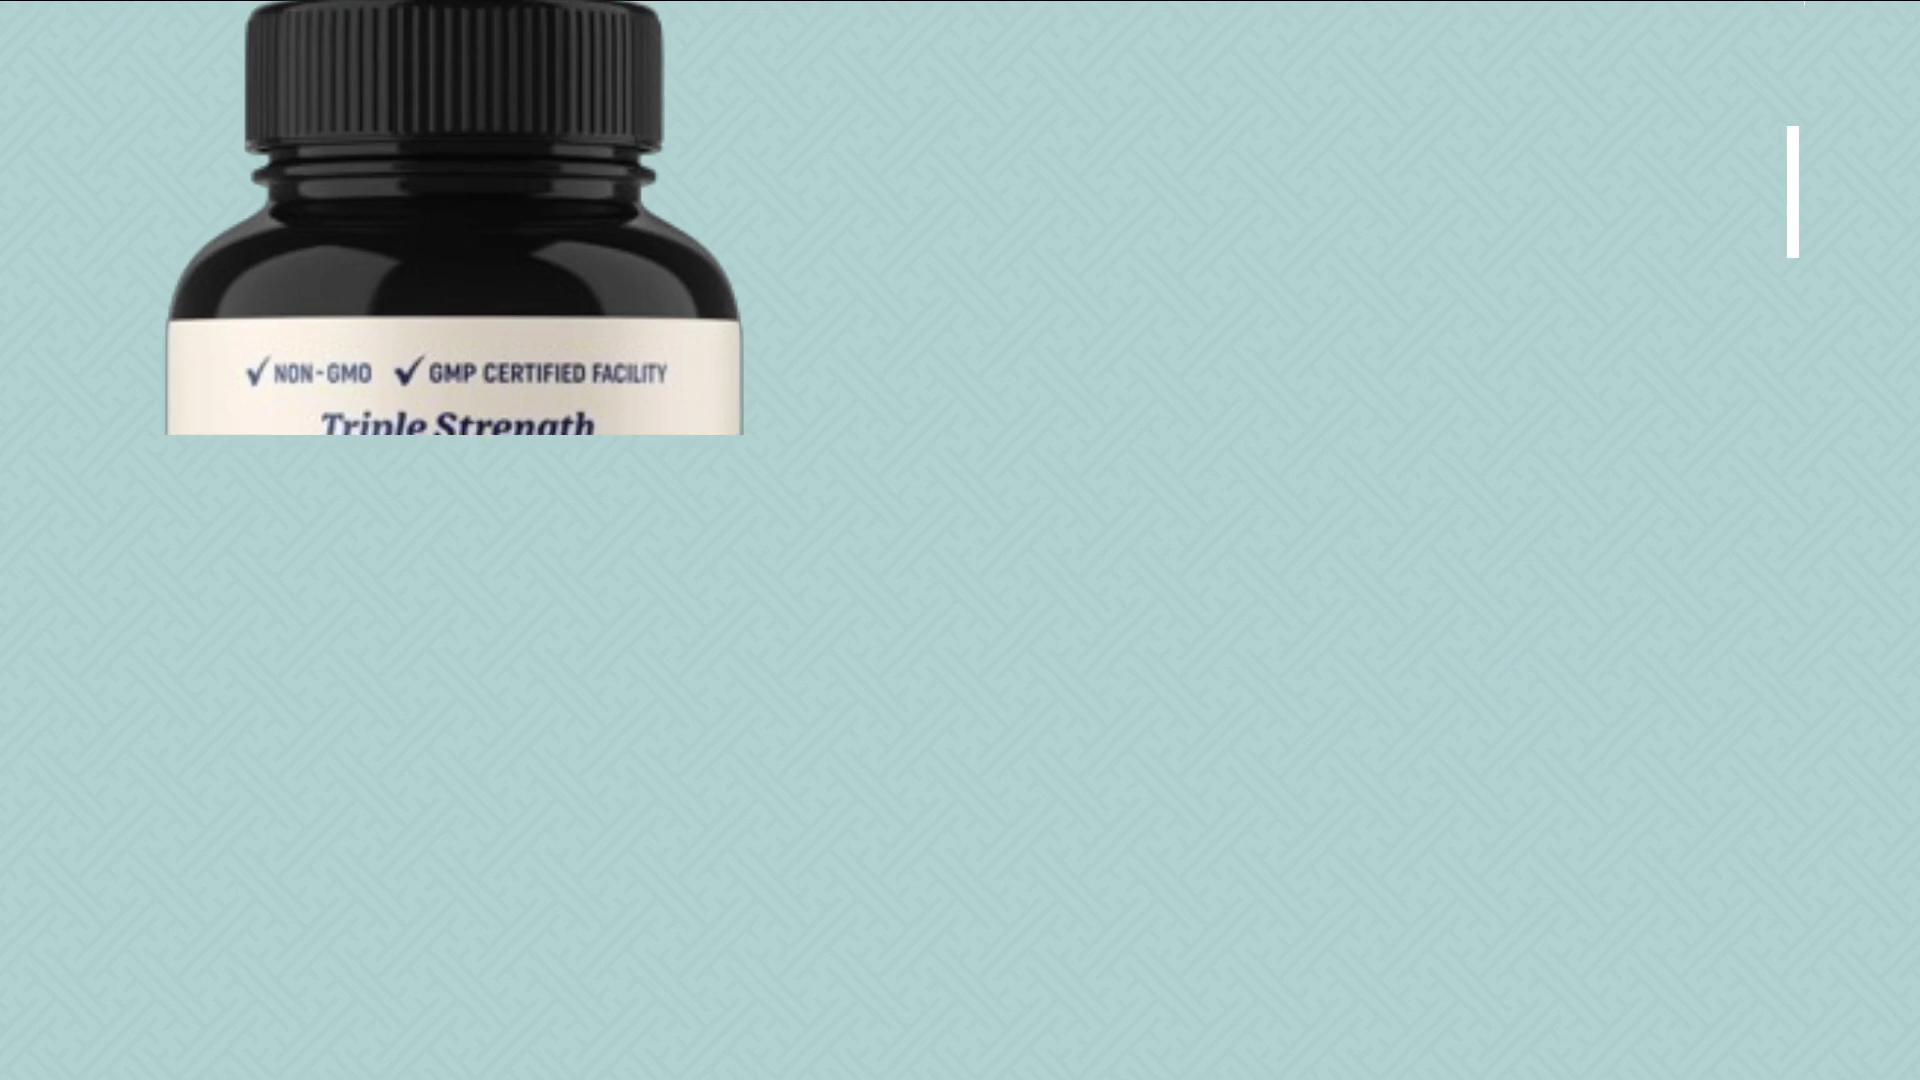 ✓ NON-GMO ✓ GMP CERTIFIED FACILITY
Triple Strength